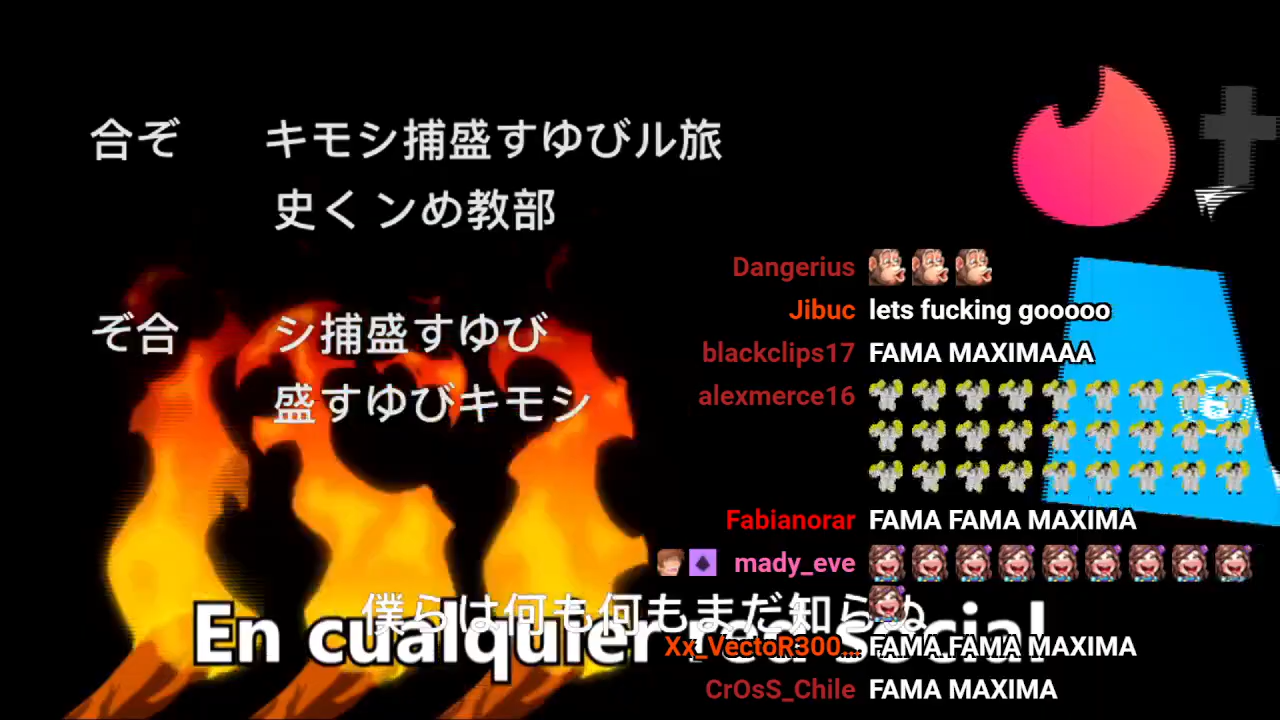 合ぞ キモシ捕盛すゆびル旅
史くンめ教部
ぞ合 シ捕盛すゆび
盛すゆびキモシ
Dangerius
Jibuc lets fucking gooooo
blackclips17 FAMA MAXIMAAA
alexmerce16
Fabianorar FAMA FAMA MAXIMA
mady_eve
僕らは何も何もまだ知らぬ
En cualquier red social
Xx_VectoR300... FAMA FAMA MAXIMA
CrOsS_Chile FAMA MAXIMA